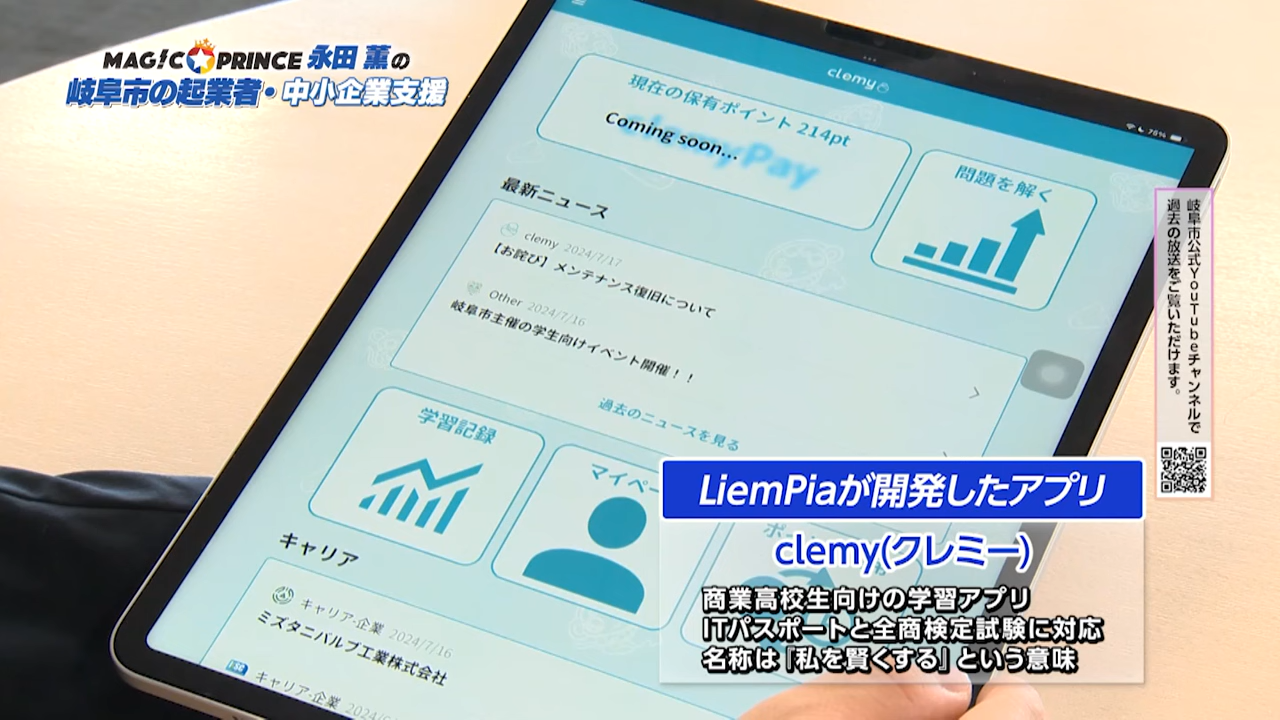 MAG!C PRINCE 永田 薫の
岐阜市の起業者・中小企業支援
clemy
78%
現在の保有ポイント 214pt
Coming soon...
clemyPay
問題を解く
最新ニュース
clemy 2024/7/17
【お詫び】メンテナンス復旧について
Other 2024/7/16
岐阜市主催の学生向けイベント開催！！
過去のニュースを見る
学習記録
マイペー
キャリア
キャリア・企業 2024/7/16
ミズタニバルブ工業株式会社
キャリア・企業 2024/
岐阜市公式YouTubeチャンネルで
過去の放送をご覧いただけます。
LiemPiaが開発したアプリ
clemy(クレミー)
商業高校生向けの学習アプリ
ITパスポートと全商検定試験に対応
名称は『私を賢くする』という意味